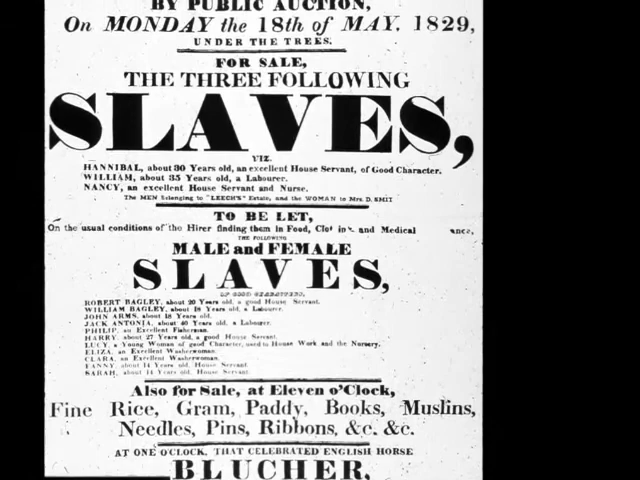 BY PUBLIC AUCTION,
On MONDAY the 18th of MAY, 1829,
UNDER THE TREES.
FOR SALE,
THE THREE FOLLOWING
SLAVES,
VIZ.
HANNIBAL, about 30 Years old, an excellent House Servant, of Good Character.
WILLIAM, about 35 Years old, a Labourer.
NANCY, an excellent House Servant and Nurse.
The MEN belonging to "LEECH'S" Estate, and the WOMAN to Mrs. D. SMIT
TO BE LET,
On the usual conditions of the Hirer finding them in Food, Clo in and Medical ance,
THE FOLLOWING
MALE and FEMALE
SLAVES,
OF GOOD CHARACTERS,
ROBERT BAGLEY, about 20 Years old, a good House Servant.
WILLIAM BAGLEY, about 18 Years old, a Labourer.
JOHN ARMS, about 18 Years old.
JACK ANTONIA, about 40 Years old, a Labourer.
PHILIP, an Excellent Fisherman.
HARRY, about 27 Years old, a good House Servant.
LUCY, a Young Woman of good Character, used to House Work and the Nursery,
ELIZA, an Excellent Washerwoman.
CLARA, an Excellent Washerwoman.
FANNY, about 14 Years old, House Servant.
SARAH, about 14 Years old, House Servant.
Also for Sale, at Eleven o'Clock,
Fine Rice, Gram, Paddy, Books, Muslins,
Needles, Pins, Ribbons, &c. &c.
AT ONE O'CLOCK, THAT CELEBRATED ENGLISH HORSE
BLUCHER,